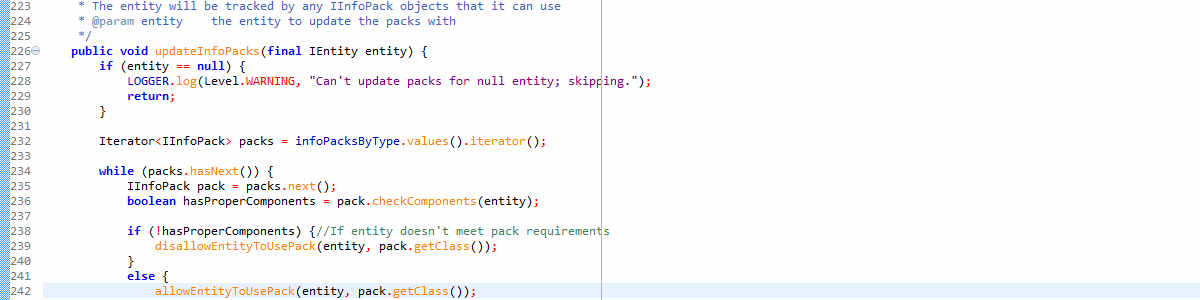 223      * The entity will be tracked by any IInfoPack objects that it can use
224      * @param entity    the entity to update the packs with
225      */
226     public void updateInfoPacks(final IEntity entity) {
227         if (entity == null) {
228             LOGGER.log(Level.WARNING, "Can't update packs for null entity; skipping.");
229             return;
230         }
231
232         Iterator<IInfoPack> packs = infoPacksByType.values().iterator();
233
234         while (packs.hasNext()) {
235             IInfoPack pack = packs.next();
236             boolean hasProperComponents = pack.checkComponents(entity);
237
238             if (!hasProperComponents) {//If entity doesn't meet pack requirements
239                 disallowEntityToUsePack(entity, pack.getClass());
240             }
241             else {
242                 allowEntityToUsePack(entity, pack.getClass());